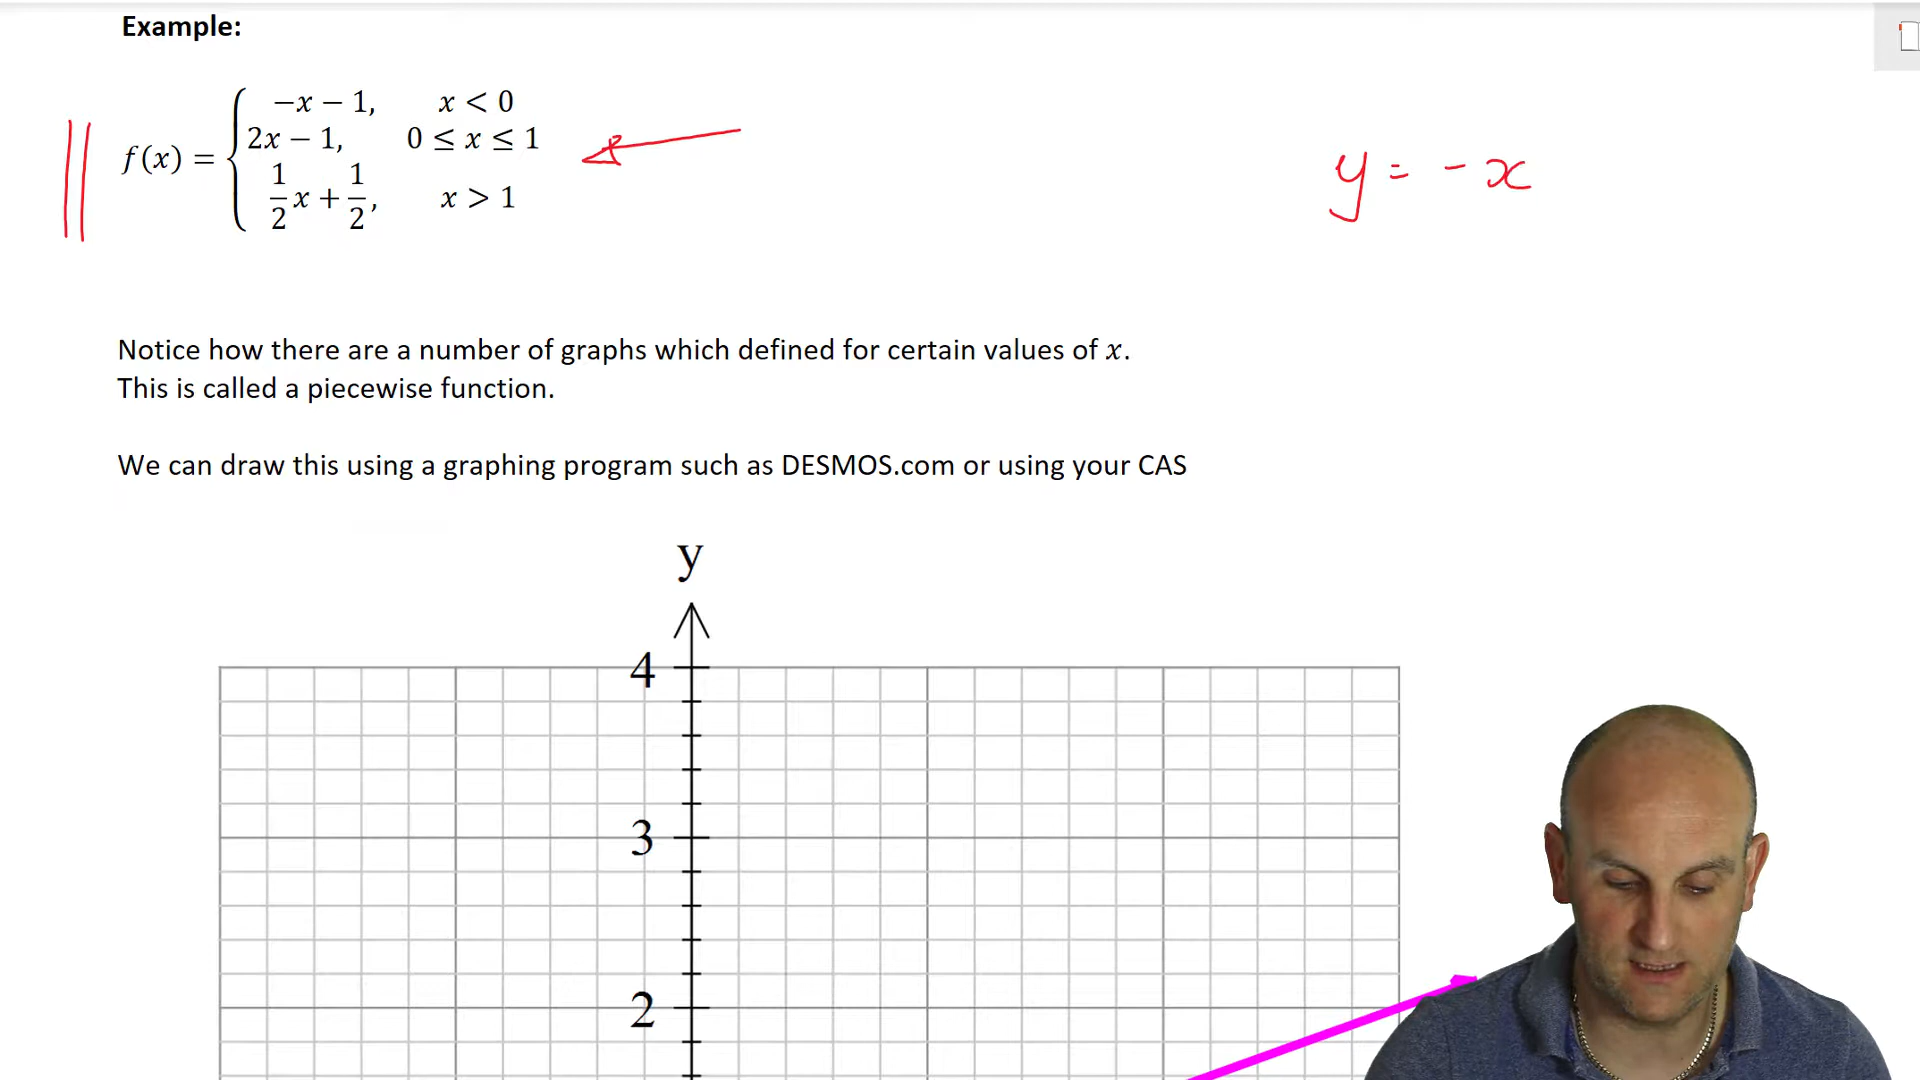 Example:
f(x) = { −x − 1, x < 0
2x − 1, 0 ≤ x ≤ 1
1/2 x + 1/2, x > 1
y = - x
Notice how there are a number of graphs which defined for certain values of x.
This is called a piecewise function.
We can draw this using a graphing program such as DESMOS.com or using your CAS
y
4
3
2